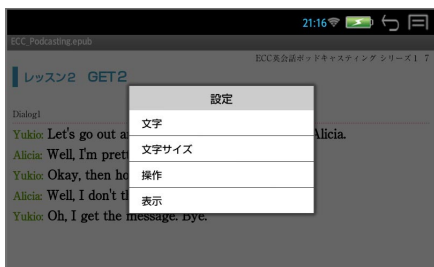 21:16
ECC_Podcasting.epub
ECC英会話ポッドキャスティング シリーズ1 7
レッスン2 GET2
設定
Dialog1
文字
Yukio: Let's go out a Alicia.
文字サイズ
Alicia: Well, I'm pret
操作
Yukio: Okay, then ho
Alicia: Well, I don't th
表示
Yukio: Oh, I get the message. Bye.